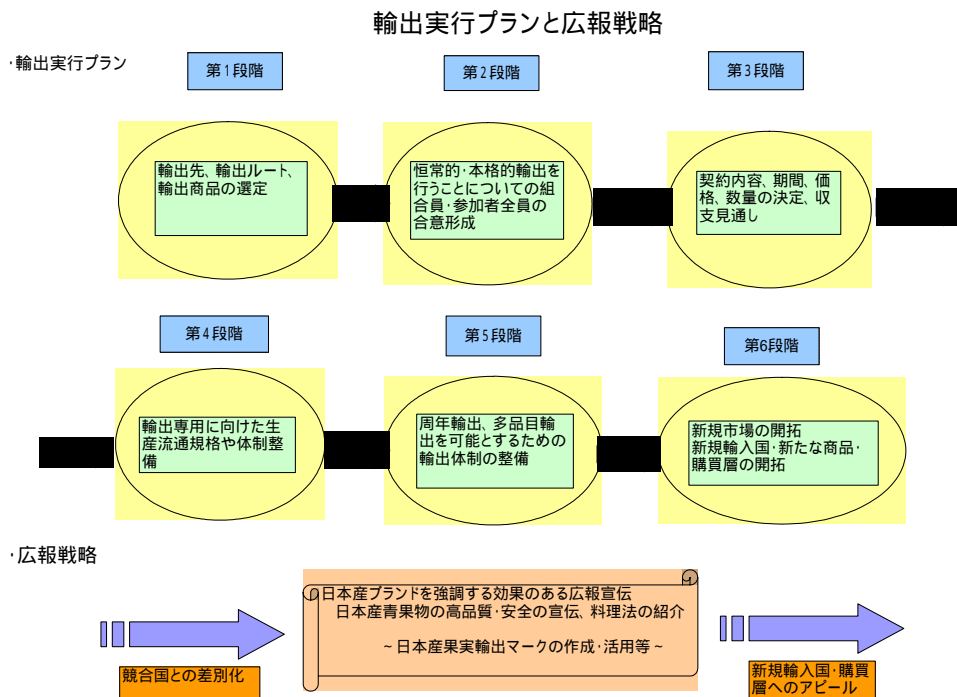 輸出実行プランと広報戦略
・輸出実行プラン
第1段階
第2段階
第3段階
輸出先、輸出ルート、
輸出商品の選定
恒常的・本格的輸出を
行うことについての組
合員・参加者全員の
合意形成
契約内容、期間、価
格、数量の決定、収
支見通し
第4段階
第5段階
第6段階
輸出専用に向けた生
産流通規格や体制整
備
周年輸出、多品目輸
出を可能とするための
輸出体制の整備
新規市場の開拓
新規輸入国・新たな商品・
購買層の開拓
・広報戦略
日本産ブランドを強調する効果のある広報宣伝
日本産青果物の高品質・安全の宣伝、料理法の紹介
~日本産果実輸出マークの作成・活用等~
競合国との差別化
新規輸入国・購買
層へのアピール